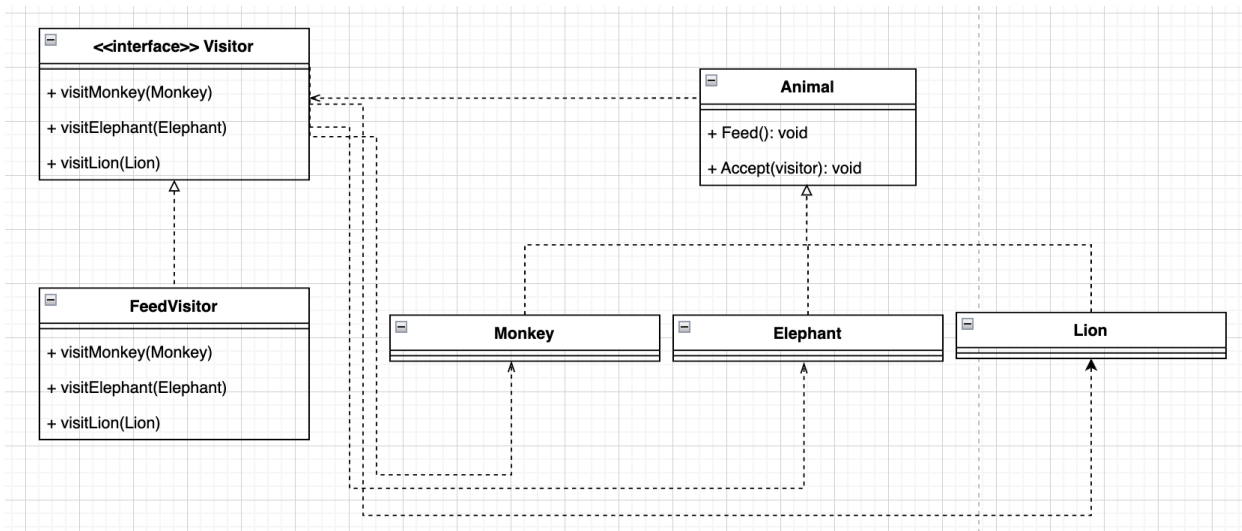 <<interface>> Visitor
+ visitMonkey(Monkey)
+ visitElephant(Elephant)
+ visitLion(Lion)
Animal
+ Feed(): void
+ Accept(visitor): void
FeedVisitor
+ visitMonkey(Monkey)
+ visitElephant(Elephant)
+ visitLion(Lion)
Monkey
Elephant
Lion